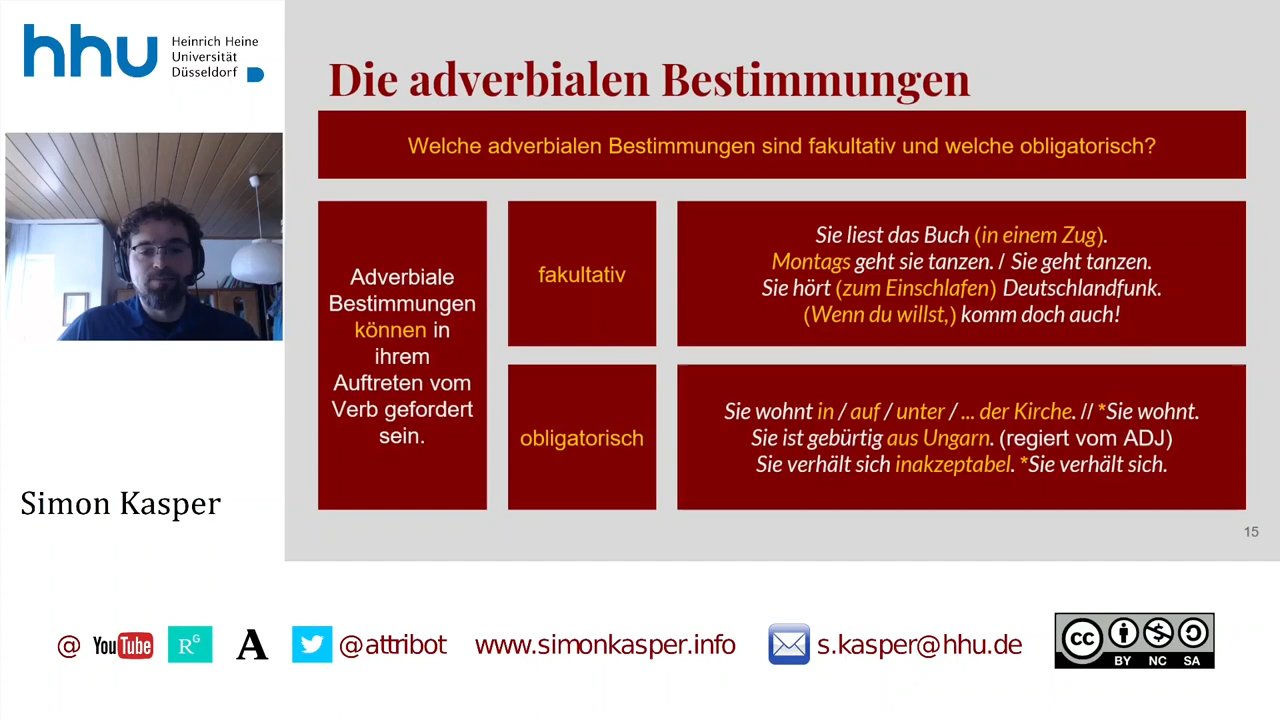 hhu Heinrich Heine
Universität
Düsseldorf
Die adverbialen Bestimmungen
Welche adverbialen Bestimmungen sind fakultativ und welche obligatorisch?
Adverbiale
Bestimmungen
können in
ihrem
Auftreten vom
Verb gefordert
sein.
fakultativ
Sie liest das Buch (in einem Zug).
Montags geht sie tanzen. / Sie geht tanzen.
Sie hört (zum Einschlafen) Deutschlandfunk.
(Wenn du willst,) komm doch auch!
obligatorisch
Sie wohnt in / auf / unter / ... der Kirche. // *Sie wohnt.
Sie ist gebürtig aus Ungarn. (regiert vom ADJ)
Sie verhält sich inakzeptabel. *Sie verhält sich.
Simon Kasper
15
@ YouTube RG A @attribot www.simonkasper.info s.kasper@hhu.de
cc BY NC SA